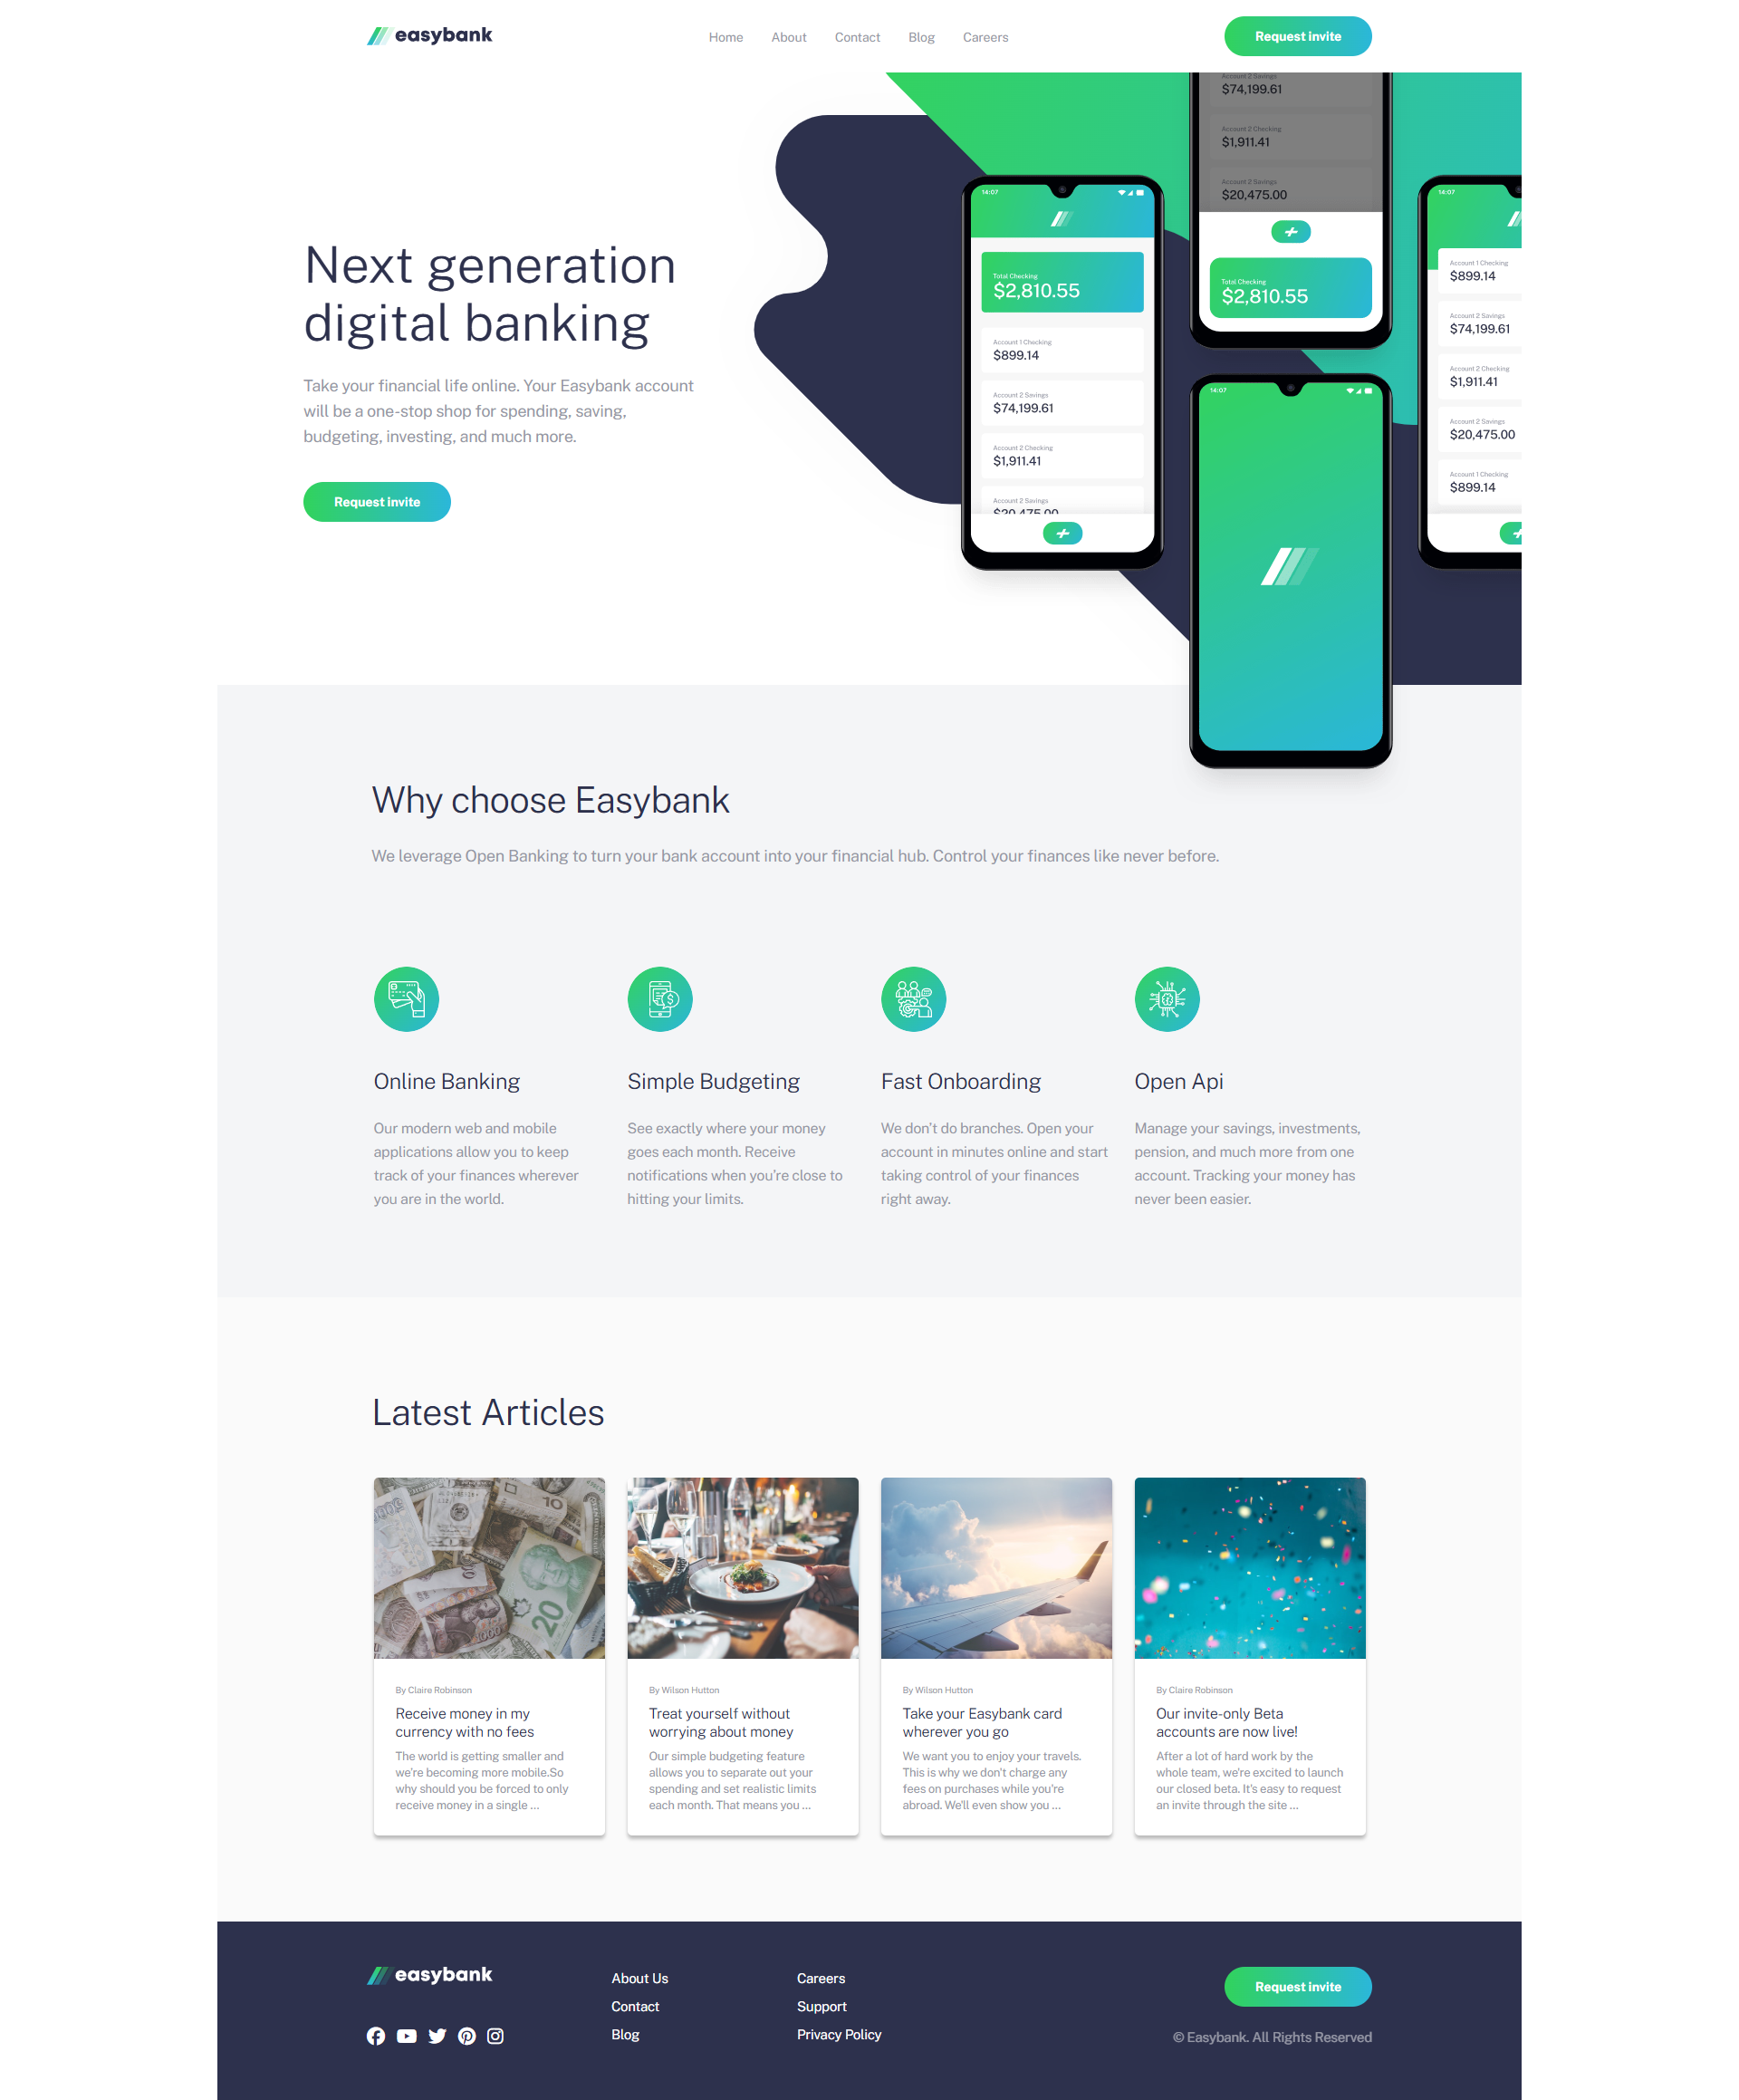 easybank
Home
About
Contact
Blog
Careers
Request invite
Next generation
digital banking
Take your financial life online. Your Easybank account
will be a one-stop shop for spending, saving,
budgeting, investing, and much more.
Request invite
14:07
Total Checking
$2,810.55
Account 1 Checking
$899.14
Account 2 Savings
$74,199.61
Account 2 Checking
$1,911.41
Account 2 Savings
$20,475.00
Account 2 Savings
$74,199.61
Account 2 Checking
$1,911.41
Account 2 Savings
$20,475.00
Total Checking
$2,810.55
14:07
14:07
Account 1 Checking
$899.14
Account 2 Savings
$74,199.61
Account 2 Checking
$1,911.41
Account 2 Savings
$20,475.00
Account 1 Checking
$899.14
Why choose Easybank
We leverage Open Banking to turn your bank account into your financial hub. Control your finances like never before.
Online Banking
Our modern web and mobile
applications allow you to keep
track of your finances wherever
you are in the world.
Simple Budgeting
See exactly where your money
goes each month. Receive
notifications when you're close to
hitting your limits.
Fast Onboarding
We don't do branches. Open your
account in minutes online and start
taking control of your finances
right away.
Open Api
Manage your savings, investments,
pension, and much more from one
account. Tracking your money has
never been easier.
Latest Articles
10
20
By Claire Robinson
Receive money in my
currency with no fees
The world is getting smaller and
we're becoming more mobile.So
why should you be forced to only
receive money in a single ...
By Wilson Hutton
Treat yourself without
worrying about money
Our simple budgeting feature
allows you to separate out your
spending and set realistic limits
each month. That means you ...
By Wilson Hutton
Take your Easybank card
wherever you go
We want you to enjoy your travels.
This is why we don't charge any
fees on purchases while you're
abroad. We'll even show you ...
By Claire Robinson
Our invite-only Beta
accounts are now live!
After a lot of hard work by the
whole team, we're excited to launch
our closed beta. It's easy to request
an invite through the site ...
easybank
About Us
Contact
Blog
Careers
Support
Privacy Policy
Request invite
© Easybank. All Rights Reserved